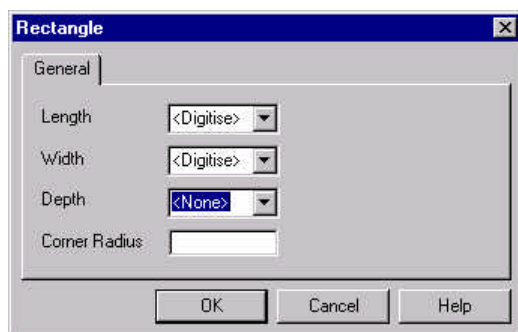 Rectangle
General
Length <Digitise>
Width <Digitise>
Depth <None>
Corner Radius
OK Cancel Help